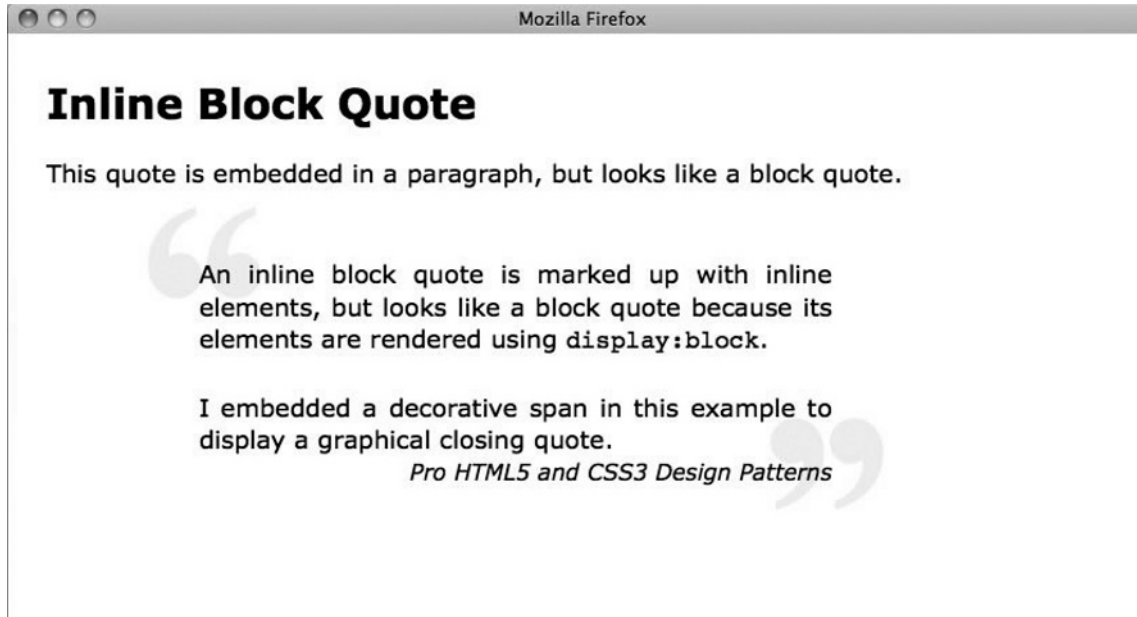 Mozilla Firefox
Inline Block Quote
This quote is embedded in a paragraph, but looks like a block quote.
“
An inline block quote is marked up with inline
elements, but looks like a block quote because its
elements are rendered using display:block.
I embedded a decorative span in this example to
display a graphical closing quote.
Pro HTML5 and CSS3 Design Patterns
”